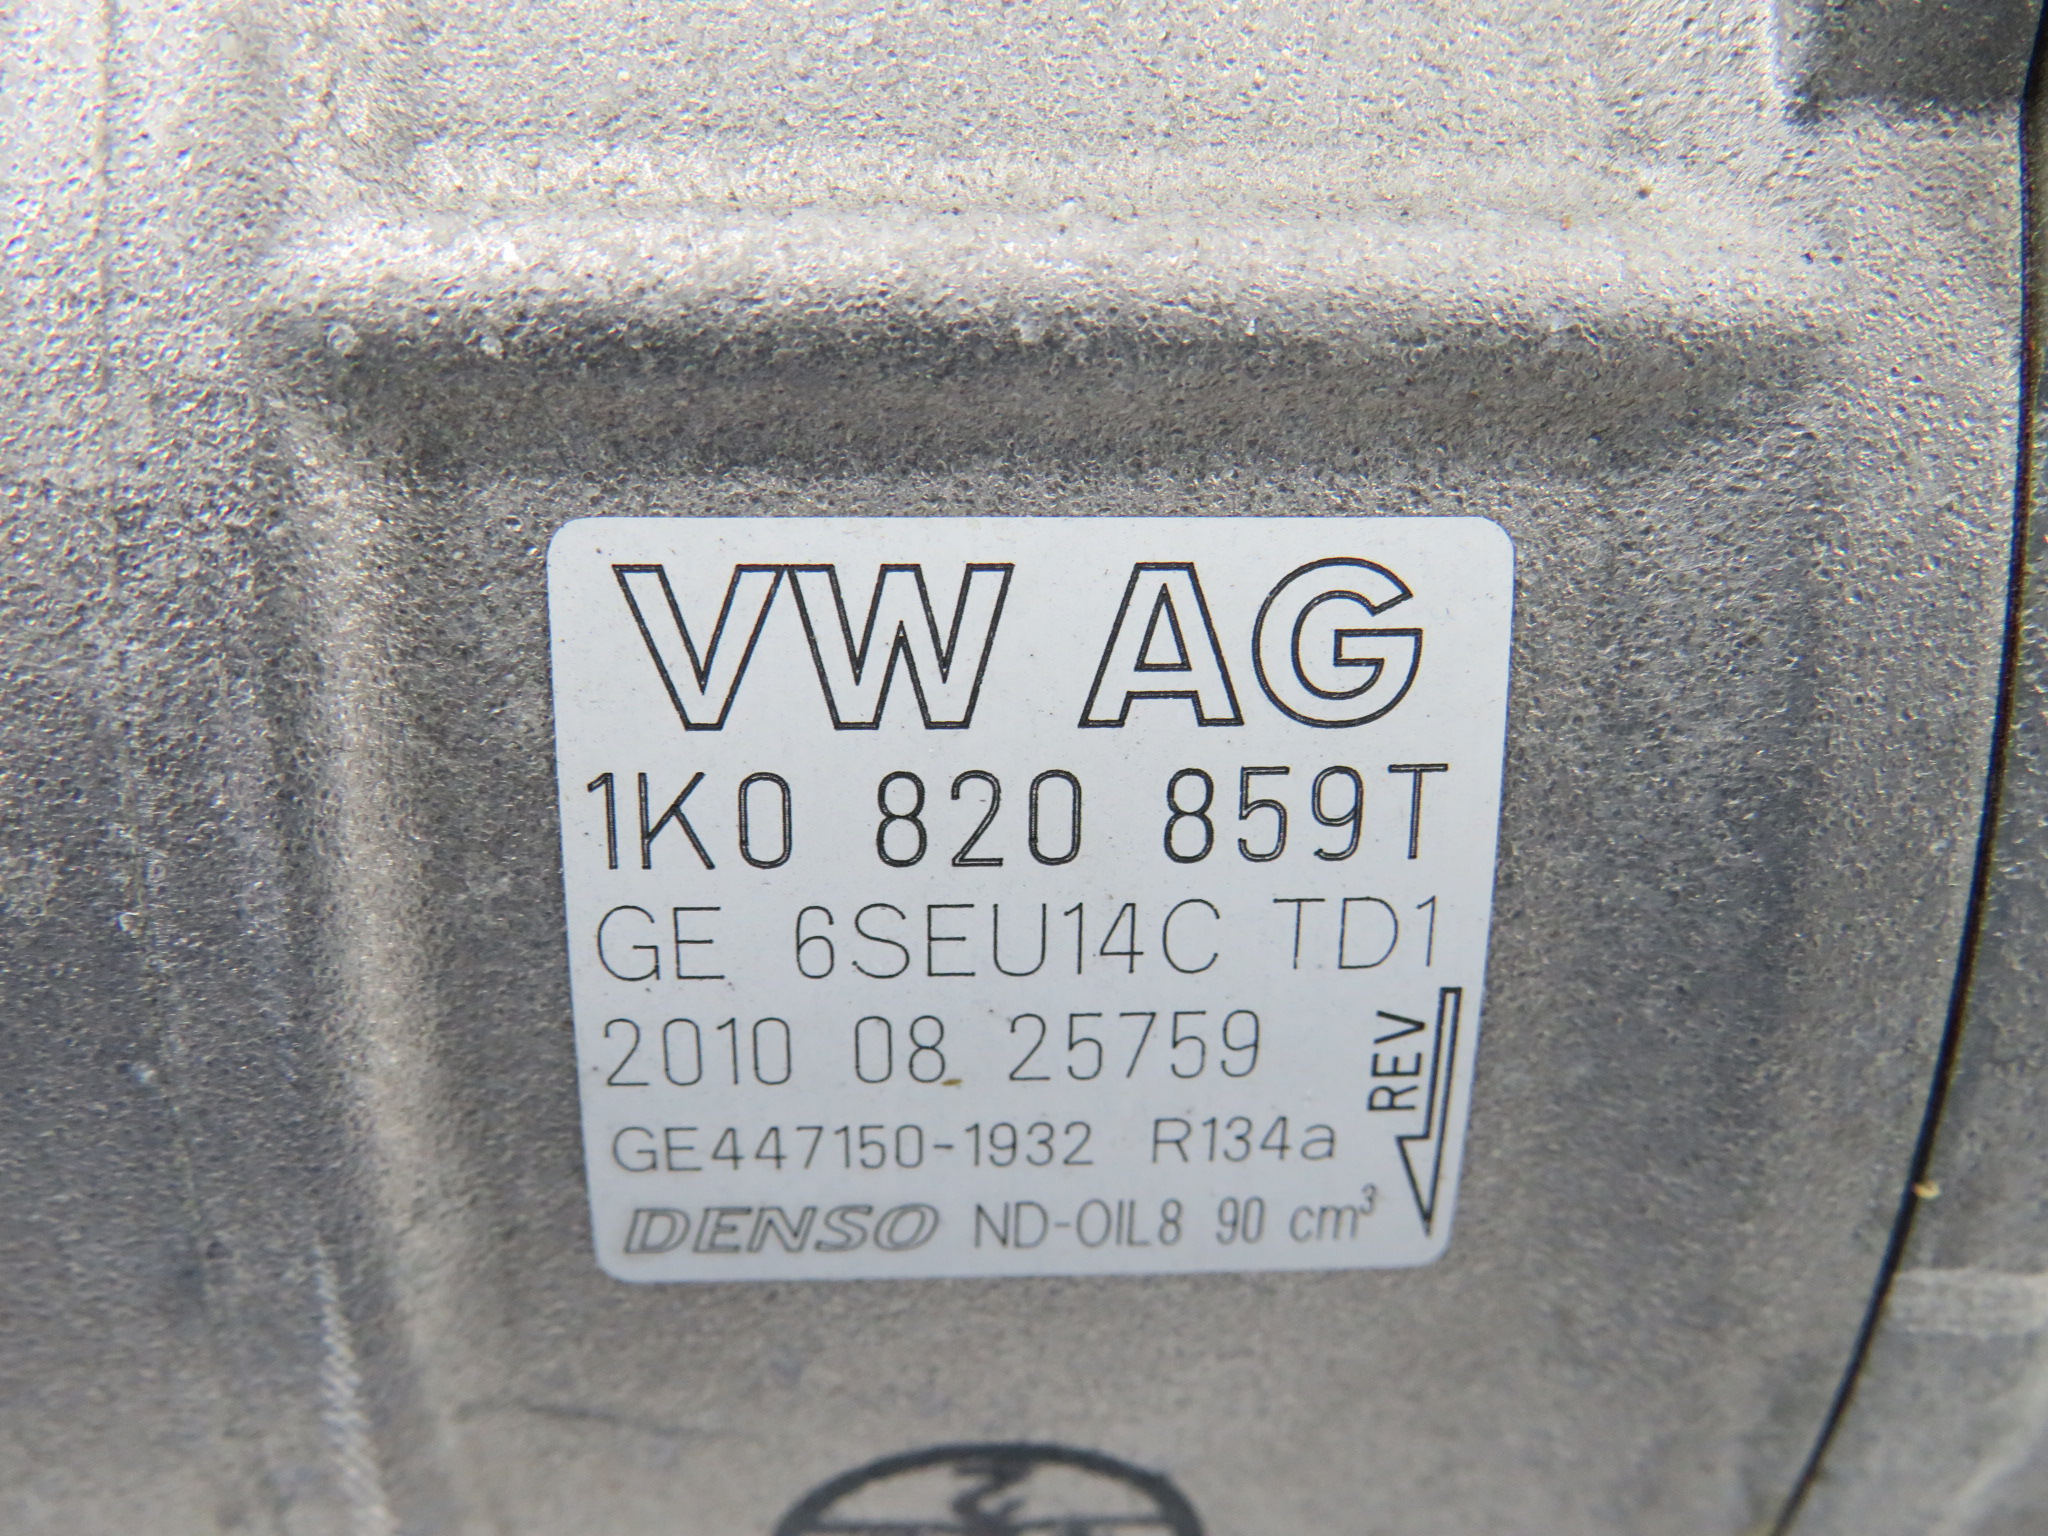 VW AG
1K0 820 859T
GE 6SEU14C TD1
2010 08 25759
REV
GE447150-1932 R134a
DENSO ND-OIL8 90 cm³